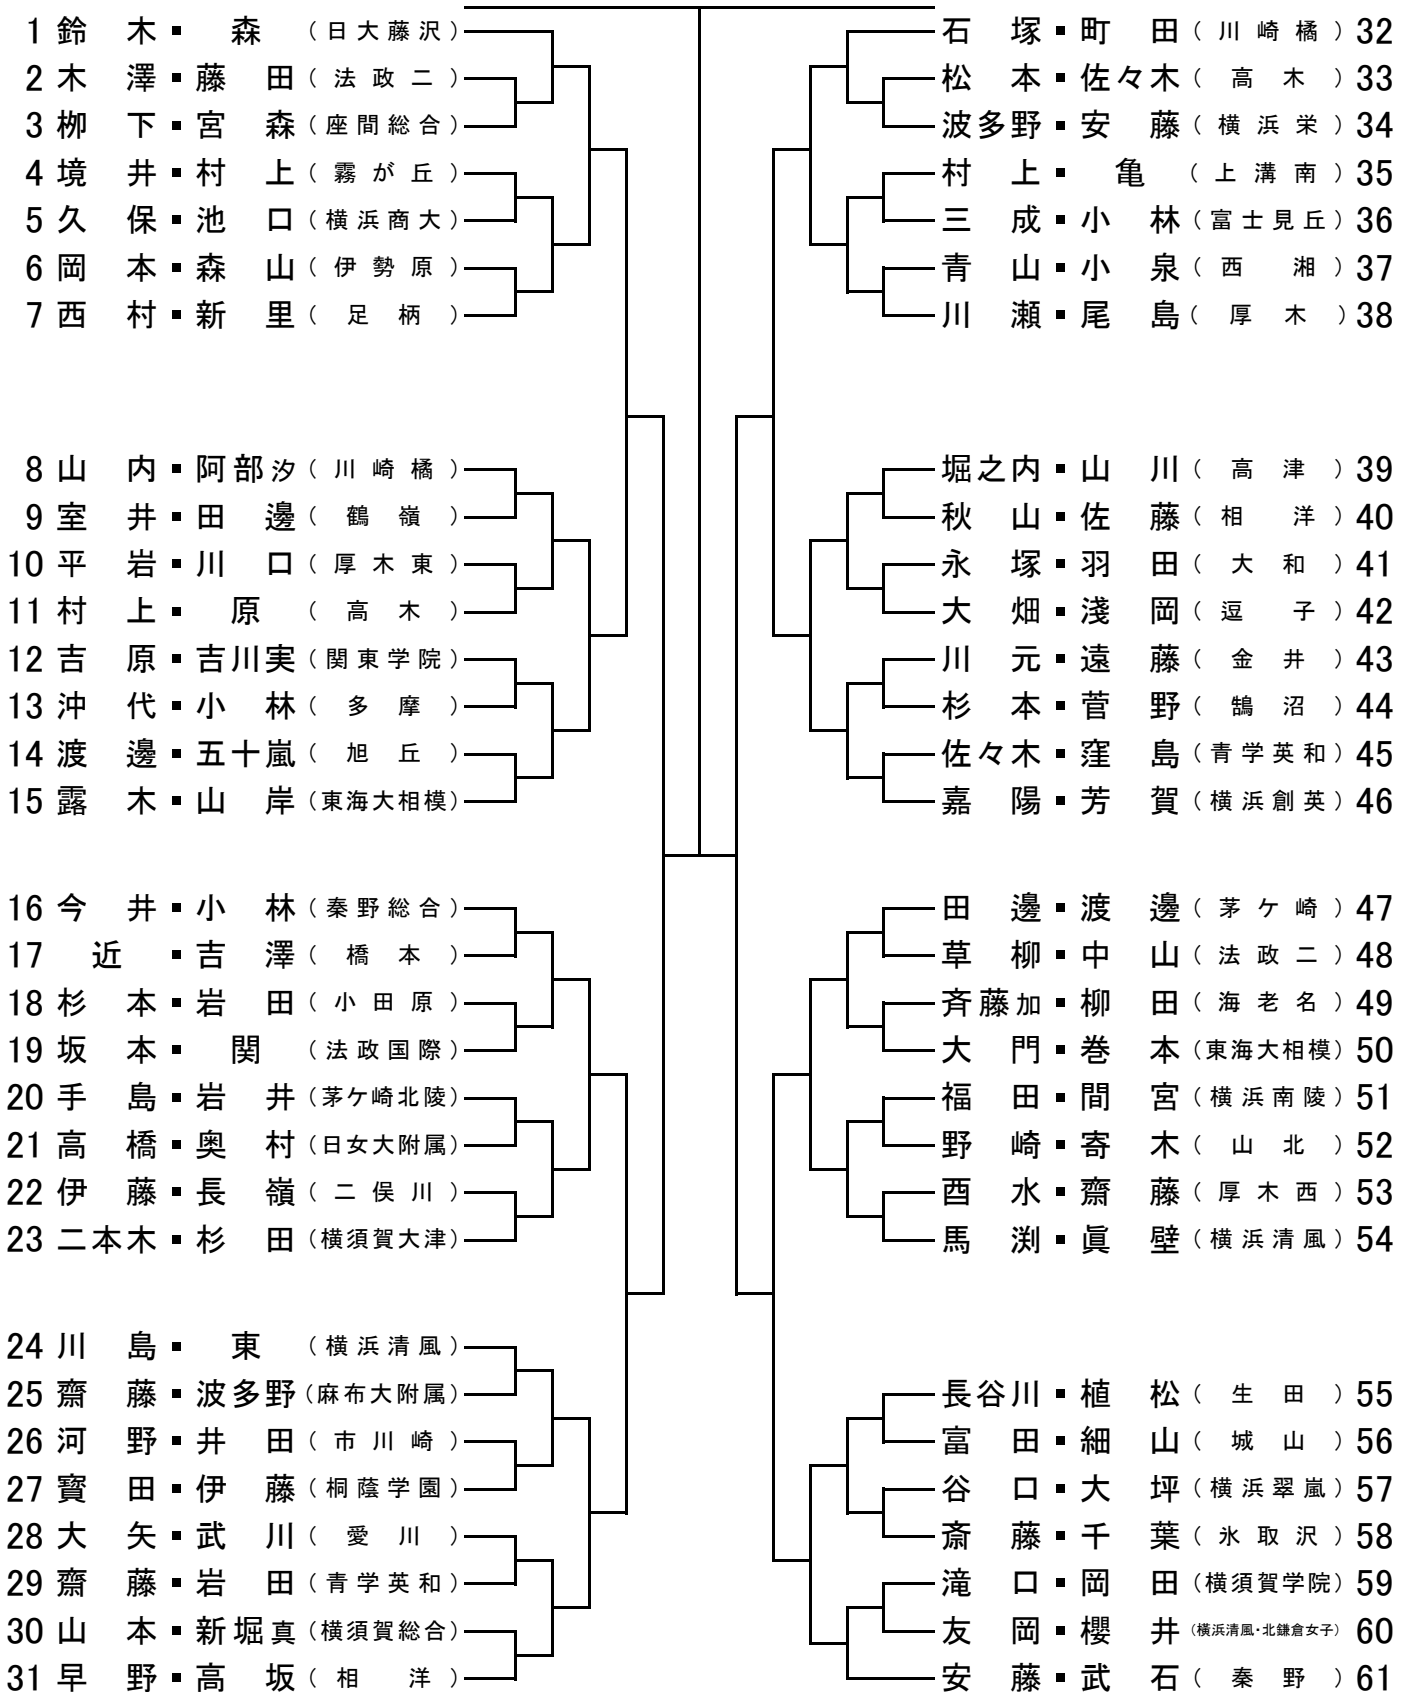 1 鈴木・森（日大藤沢）
2 木澤・藤田（法政二）
3 栁下・宮森（座間総合）
4 境井・村上（霧が丘）
5 久保・池口（横浜商大）
6 岡本・森山（伊勢原）
7 西村・新里（足柄）
8 山内・阿部汐（川崎橘）
9 室井・田邊（鶴嶺）
10 平岩・川口（厚木東）
11 村上・原（高木）
12 吉原・吉川実（関東学院）
13 沖代・小林（多摩）
14 渡邊・五十嵐（旭丘）
15 露木・山岸（東海大相模）
16 今井・小林（秦野総合）
17 近・吉澤（橋本）
18 杉本・岩田（小田原）
19 坂本・関（法政国際）
20 手島・岩井（茅ケ崎北陵）
21 高橋・奥村（日女大附属）
22 伊藤・長嶺（二俣川）
23 二本木・杉田（横須賀大津）
24 川島・東（横浜清風）
25 齋藤・波多野（麻布大附属）
26 河野・井田（市川崎）
27 寳田・伊藤（桐蔭学園）
28 大矢・武川（愛川）
29 齋藤・岩田（青学英和）
30 山本・新堀真（横須賀総合）
31 早野・高坂（相洋）
石塚・町田（川崎橘）32
松本・佐々木（高木）33
波多野・安藤（横浜栄）34
村上・亀（上溝南）35
三成・小林（富士見丘）36
青山・小泉（西湘）37
川瀬・尾島（厚木）38
堀之内・山川（高津）39
秋山・佐藤（相洋）40
永塚・羽田（大和）41
大畑・淺岡（逗子）42
川元・遠藤（金井）43
杉本・菅野（鵠沼）44
佐々木・窪島（青学英和）45
嘉陽・芳賀（横浜創英）46
田邊・渡邊（茅ケ崎）47
草柳・中山（法政二）48
斉藤加・柳田（海老名）49
大門・巻本（東海大相模）50
福田・間宮（横浜南陵）51
野崎・寄木（山北）52
酉水・齋藤（厚木西）53
馬渕・眞壁（横浜清風）54
長谷川・植松（生田）55
富田・細山（城山）56
谷口・大坪（横浜翠嵐）57
斎藤・千葉（氷取沢）58
滝口・岡田（横須賀学院）59
友岡・櫻井（横浜清風・北鎌倉女子）60
安藤・武石（秦野）61